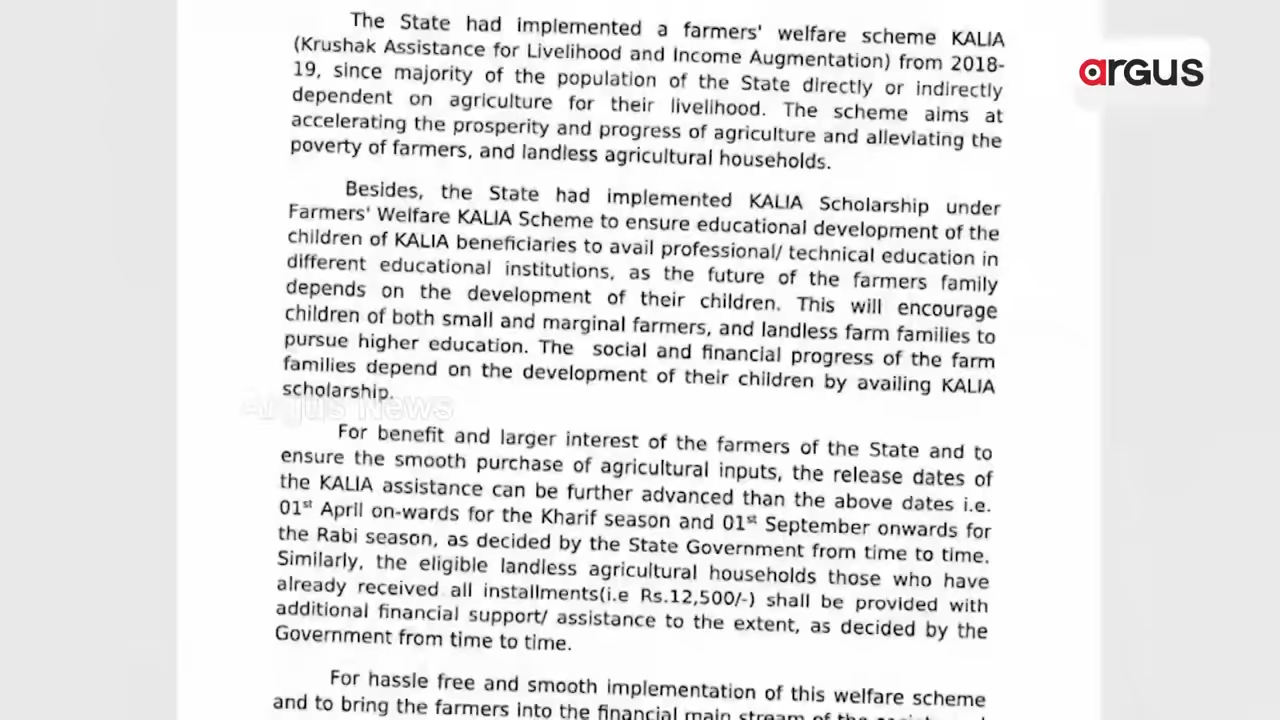 argus
The State had implemented a farmers' welfare scheme KALIA
(Krushak Assistance for Livelihood and Income Augmentation) from 2018-
19, since majority of the population of the State directly or indirectly
dependent on agriculture for their livelihood. The scheme aims at
accelerating the prosperity and progress of agriculture and alleviating the
poverty of farmers, and landless agricultural households.
Besides, the State had implemented KALIA Scholarship under
Farmers' Welfare KALIA Scheme to ensure educational development of the
children of KALIA beneficiaries to avail professional/ technical education in
different educational institutions, as the future of the farmers family
depends on the development of their children. This will encourage
children of both small and marginal farmers, and landless farm families to
pursue higher education. The social and financial progress of the farm
families depend on the development of their children by availing KALIA
scholarship.
Argus News
For benefit and larger interest of the farmers of the State and to
ensure the smooth purchase of agricultural inputs, the release dates of
the KALIA assistance can be further advanced than the above dates i.e.
01st April on-wards for the Kharif season and 01st September onwards for
the Rabi season, as decided by the State Government from time to time.
Similarly, the eligible landless agricultural households those who have
already received all installments(i.e Rs.12,500/-) shall be provided with
additional financial support/ assistance to the extent, as decided by the
Government from time to time.
For hassle free and smooth implementation of this welfare scheme
and to bring the farmers into the financial main stream of the